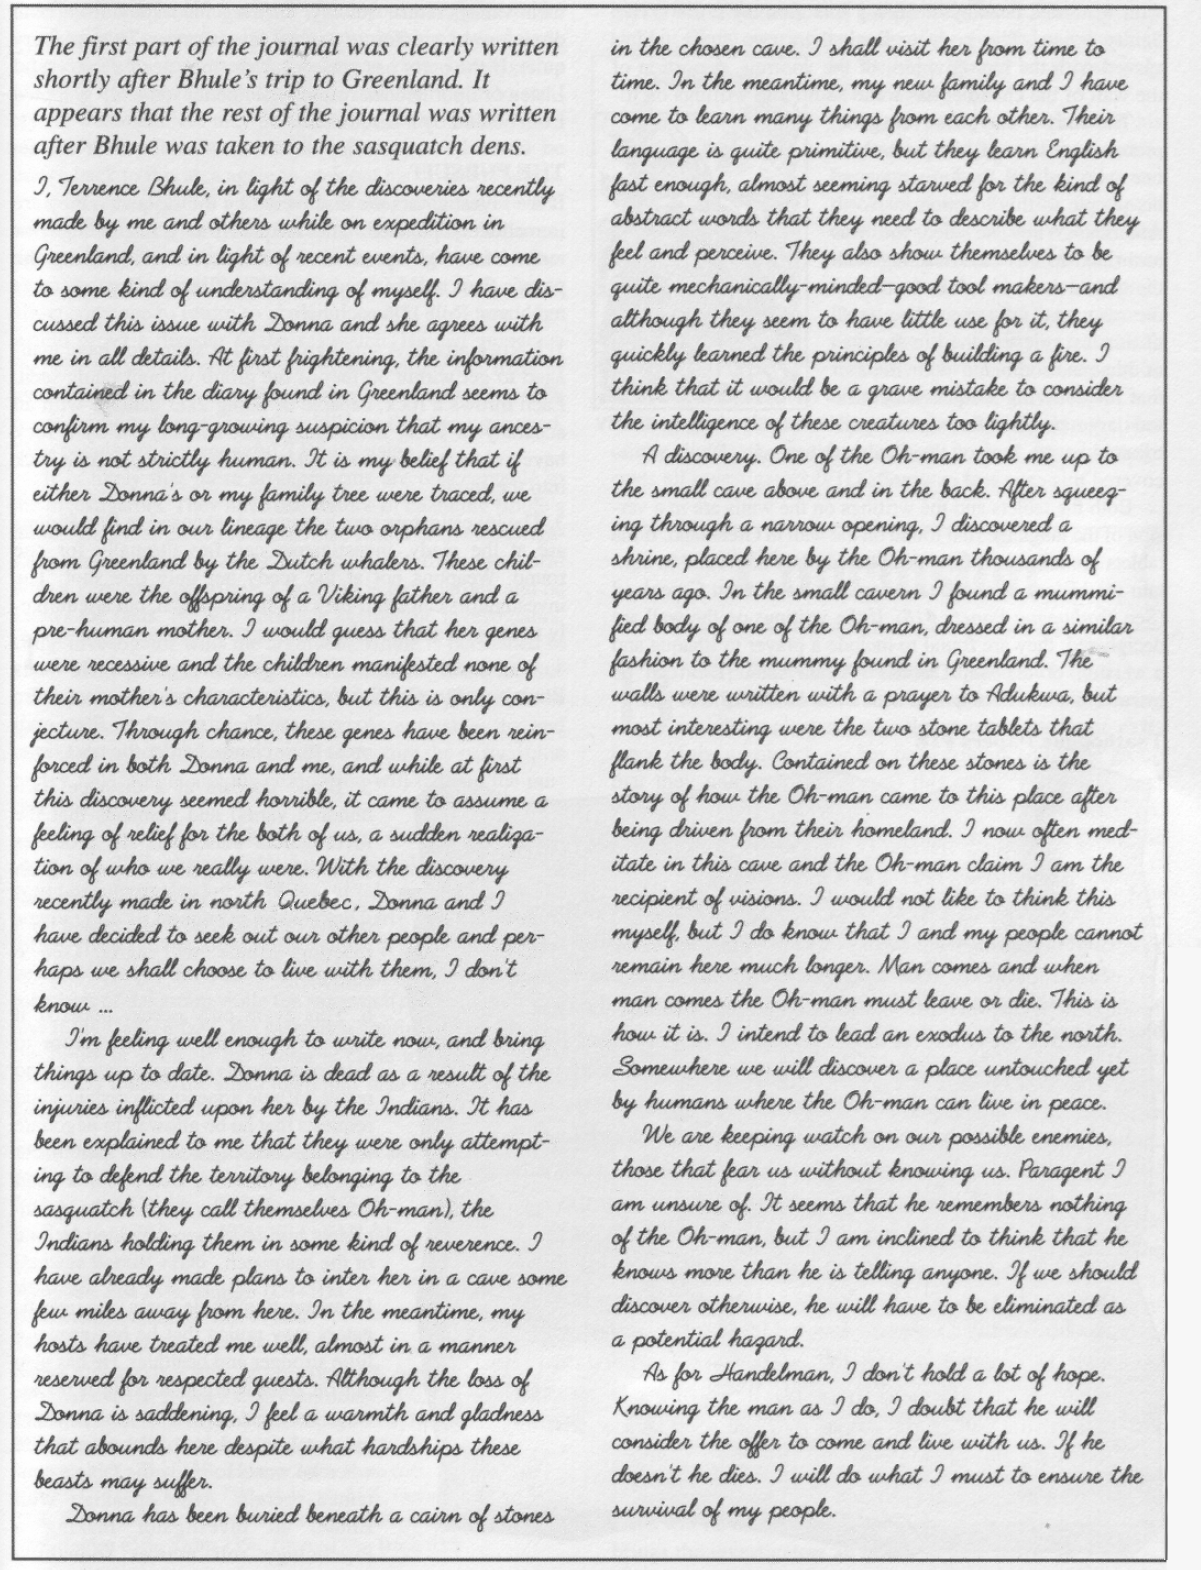 The first part of the journal was clearly written
shortly after Bhule's trip to Greenland. It
appears that the rest of the journal was written
after Bhule was taken to the sasquatch dens.
I, Terrence Bhule, in light of the discoveries recently
made by me and others while on expedition in
Greenland, and in light of recent events, have come
to some kind of understanding of myself. I have dis-
cussed this issue with Donna and she agrees with
me in all details. At first frightening, the information
contained in the diary found in Greenland seems to
confirm my long-growing suspicion that my ances-
try is not strictly human. It is my belief that if
either Donna's or my family tree were traced, we
would find in our lineage the two orphans rescued
from Greenland by the Dutch whalers. These chil-
dren were the offspring of a Viking father and a
pre-human mother. I would guess that her genes
were recessive and the children manifested none of
their mother's characteristics, but this is only con-
jecture. Through chance, these genes have been rein-
forced in both Donna and me, and while at first
this discovery seemed horrible, it came to assume a
feeling of relief for the both of us, a sudden realiza-
tion of who we really were. With the discovery
recently made in north Quebec, Donna and I
have decided to seek out our other people and per-
haps we shall choose to live with them, I don't
know ...
I'm feeling well enough to write now, and bring
things up to date. Donna is dead as a result of the
injuries inflicted upon her by the Indians. It has
been explained to me that they were only attempt-
ing to defend the territory belonging to the
sasquatch (they call themselves Oh-man), the
Indians holding them in some kind of reverence. I
have already made plans to inter her in a cave some
few miles away from here. In the meantime, my
hosts have treated me well, almost in a manner
reserved for respected guests. Although the loss of
Donna is saddening, I feel a warmth and gladness
that abounds here despite what hardships these
beasts may suffer.
Donna has been buried beneath a cairn of stones
in the chosen cave. I shall visit her from time to
time. In the meantime, my new family and I have
come to learn many things from each other. Their
language is quite primitive, but they learn English
fast enough, almost seeming starved for the kind of
abstract words that they need to describe what they
feel and perceive. They also show themselves to be
quite mechanically-minded—good tool makers—and
although they seem to have little use for it, they
quickly learned the principles of building a fire. I
think that it would be a grave mistake to consider
the intelligence of these creatures too lightly.
A discovery. One of the Oh-man took me up to
the small cave above and in the back. After squeez-
ing through a narrow opening, I discovered a
shrine, placed here by the Oh-man thousands of
years ago. In the small cavern I found a mummi-
fied body of one of the Oh-man, dressed in a similar
fashion to the mummy found in Greenland. The
walls were written with a prayer to Adukwa, but
most interesting were the two stone tablets that
flank the body. Contained on these stones is the
story of how the Oh-man came to this place after
being driven from their homeland. I now often med-
itate in this cave and the Oh-man claim I am the
recipient of visions. I would not like to think this
myself, but I do know that I and my people cannot
remain here much longer. Man comes and when
man comes the Oh-man must leave or die. This is
how it is. I intend to lead an exodus to the north.
Somewhere we will discover a place untouched yet
by humans where the Oh-man can live in peace.
We are keeping watch on our possible enemies,
those that fear us without knowing us. Paragent I
am unsure of. It seems that he remembers nothing
of the Oh-man, but I am inclined to think that he
knows more than he is telling anyone. If we should
discover otherwise, he will have to be eliminated as
a potential hazard.
As for Handelman, I don't hold a lot of hope.
Knowing the man as I do, I doubt that he will
consider the offer to come and live with us. If he
doesn't he dies. I will do what I must to ensure the
survival of my people.